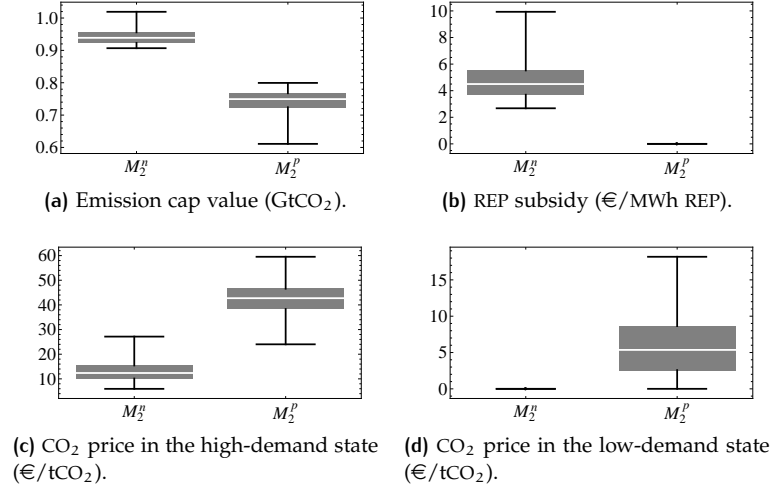 1.0
0.9
0.8
0.7
0.6
M₂ⁿ M₂ᵖ
(a) Emission cap value (GtCO₂).
10
8
6
4
2
0
M₂ⁿ M₂ᵖ
(b) REP subsidy (€/MWh REP).
60
50
40
30
20
10
M₂ⁿ M₂ᵖ
(c) CO₂ price in the high-demand state
(€/tCO₂).
15
10
5
0
M₂ⁿ M₂ᵖ
(d) CO₂ price in the low-demand state
(€/tCO₂).